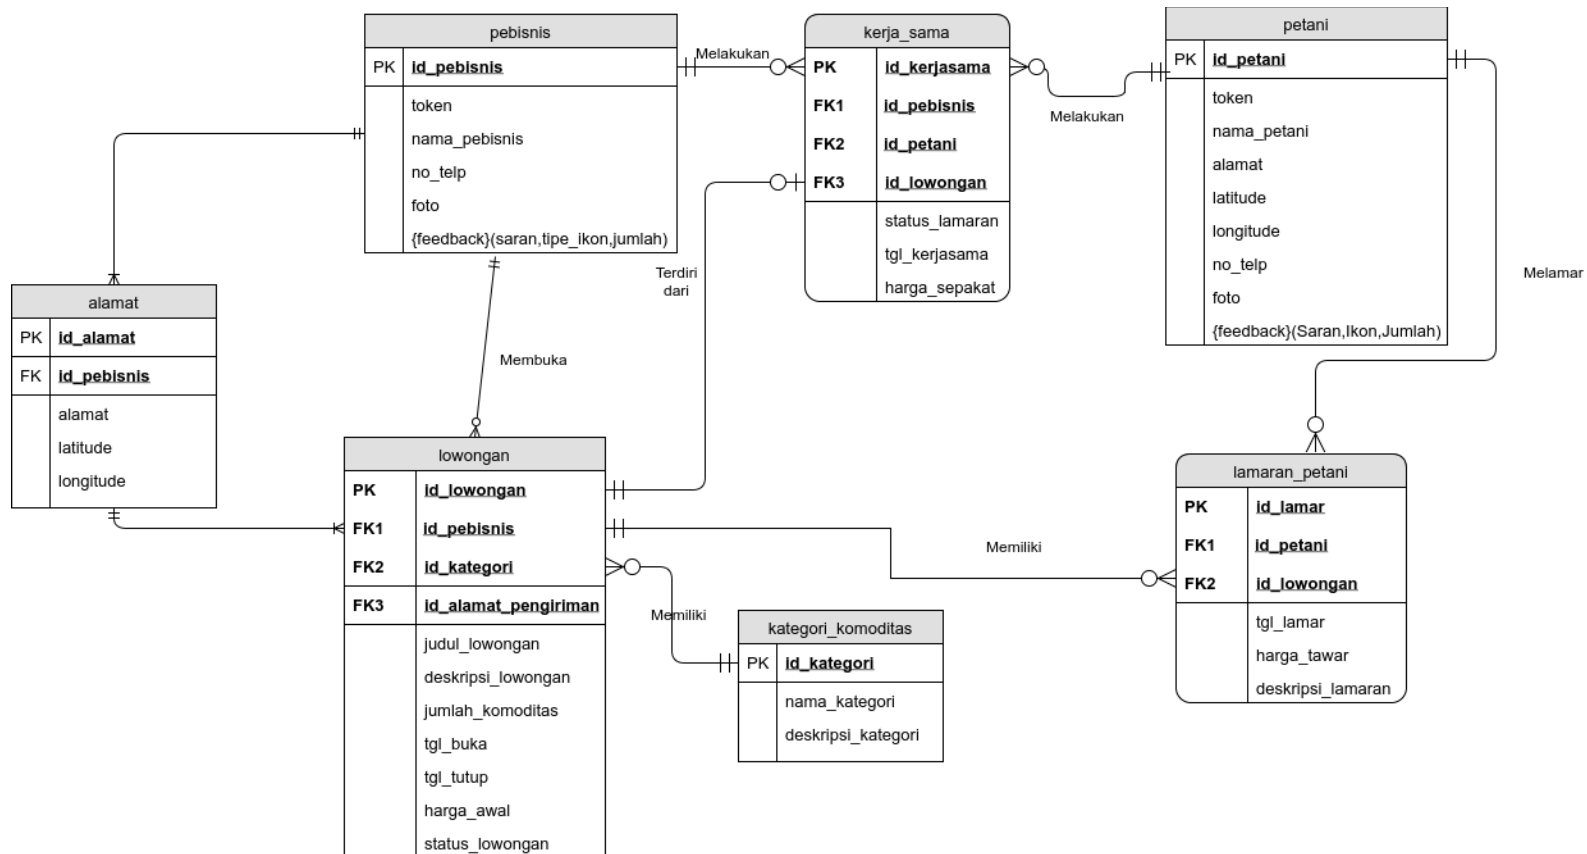 pebisnis
PK id_pebisnis
token
nama_pebisnis
no_telp
foto
{feedback}(saran,tipe_ikon,jumlah)
Melakukan
kerja_sama
PK id_kerjasama
FK1 id_pebisnis
FK2 id_petani
FK3 id_lowongan
status_lamaran
tgl_kerjasama
harga_sepakat
Melakukan
petani
PK id_petani
token
nama_petani
alamat
latitude
longitude
no_telp
foto
{feedback}(Saran,Ikon,Jumlah)
Melamar
Terdiri
dari
alamat
PK id_alamat
FK id_pebisnis
alamat
latitude
longitude
Membuka
lowongan
PK id_lowongan
FK1 id_pebisnis
FK2 id_kategori
FK3 id_alamat_pengiriman
judul_lowongan
deskripsi_lowongan
jumlah_komoditas
tgl_buka
tgl_tutup
harga_awal
status_lowongan
Memiliki
kategori_komoditas
PK id_kategori
nama_kategori
deskripsi_kategori
Memiliki
lamaran_petani
PK id_lamar
FK1 id_petani
FK2 id_lowongan
tgl_lamar
harga_tawar
deskripsi_lamaran